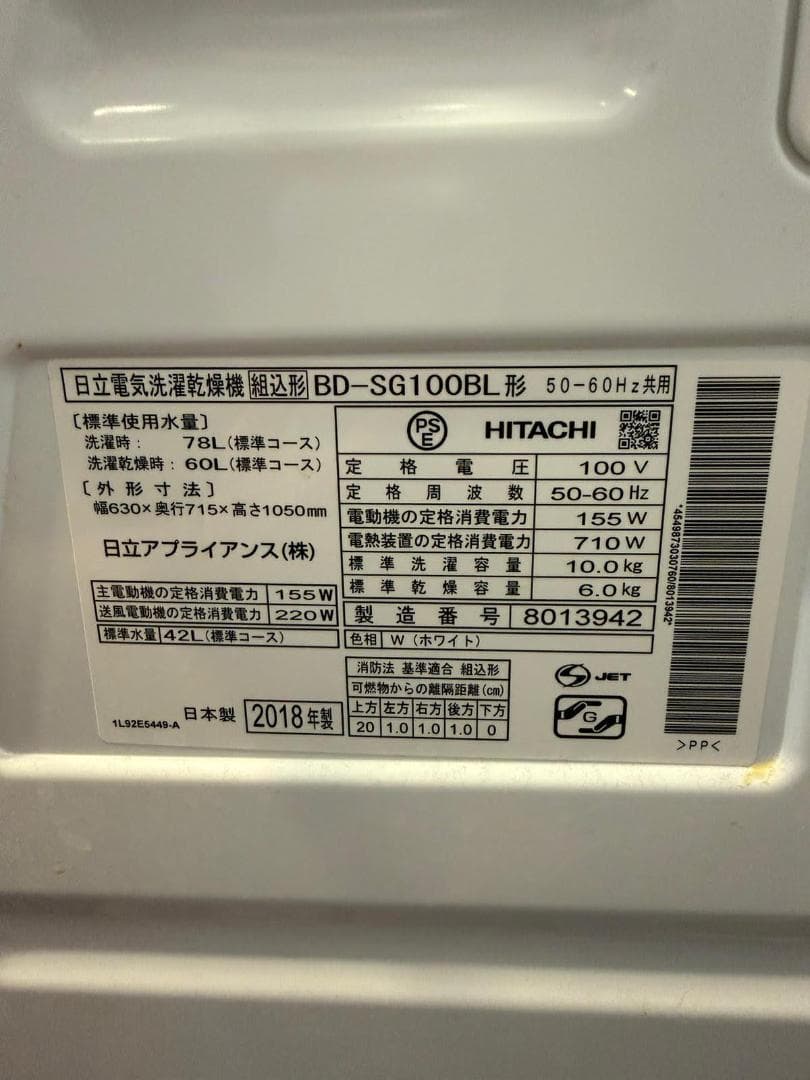 日立電気洗濯乾燥機 組込形 BD-SG100BL形 50-60Hz共用
〔標準使用水量〕
洗濯時： 78L(標準コース)
洗濯乾燥時：60L(標準コース)
〔外形寸法〕
幅630×奥行715×高さ1050mm
日立アプライアンス(株)
主電動機の定格消費電力 155W
送風電動機の定格消費電力 220W
標準水量 42L(標準コース)
1L92E5449-A 日本製 2018年製
PS E HITACHI
定格電圧 100V
定格周波数 50-60Hz
電動機の定格消費電力 155W
電熱装置の定格消費電力 710W
標準洗濯容量 10.0kg
標準乾燥容量 6.0kg
製造番号 8013942
色相 W(ホワイト)
消防法 基準適合 組込形
可燃物からの離隔距離(cm)
上方 左方 右方 後方 下方
20 1.0 1.0 1.0 0
S JET
G
*4549873030760/8013942*
>PP<